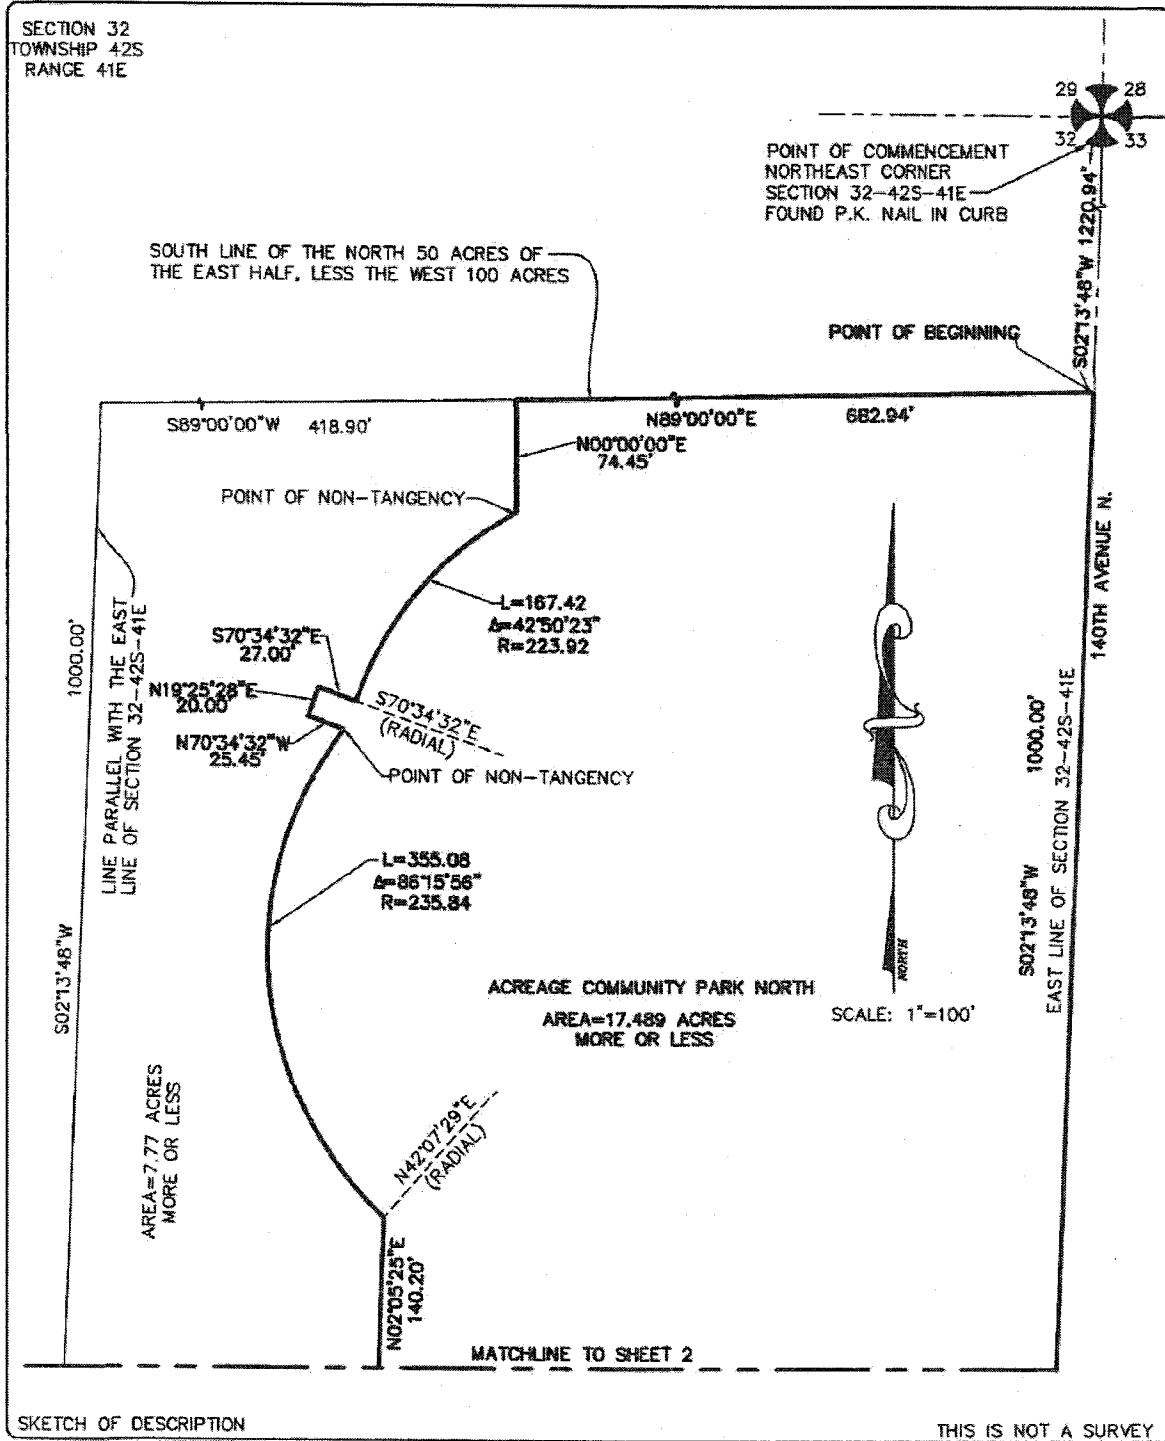 SECTION 32
TOWNSHIP 42S
RANGE 41E
29
28
32
33
POINT OF COMMENCEMENT
NORTHEAST CORNER
SECTION 32-42S-41E
FOUND P.K. NAIL IN CURB
S02°13'48"W 1220.94'
SOUTH LINE OF THE NORTH 50 ACRES OF
THE EAST HALF, LESS THE WEST 100 ACRES
POINT OF BEGINNING
S89°00'00"W 418.90'
N89°00'00"E 682.94'
N00°00'00"E
74.45'
POINT OF NON-TANGENCY
140TH AVENUE N.
L=167.42
Δ=42°50'23"
R=223.92
1000.00'
LINE PARALLEL WITH THE EAST
LINE OF SECTION 32-42S-41E
S70°34'32"E
27.00'
N19°25'28"E
20.00'
N70°34'32"W
25.45'
S70°34'32"E
(RADIAL)
POINT OF NON-TANGENCY
S02°13'48"W 1000.00'
EAST LINE OF SECTION 32-42S-41E
L=355.08
Δ=86°15'56"
R=235.84
S02°13'48"W
NORTH
ACREAGE COMMUNITY PARK NORTH
AREA=17.489 ACRES
MORE OR LESS
SCALE: 1"=100'
AREA=7.77 ACRES
MORE OR LESS
N42°07'29"E
(RADIAL)
N02°05'25"E
140.20'
MATCHLINE TO SHEET 2
SKETCH OF DESCRIPTION
THIS IS NOT A SURVEY